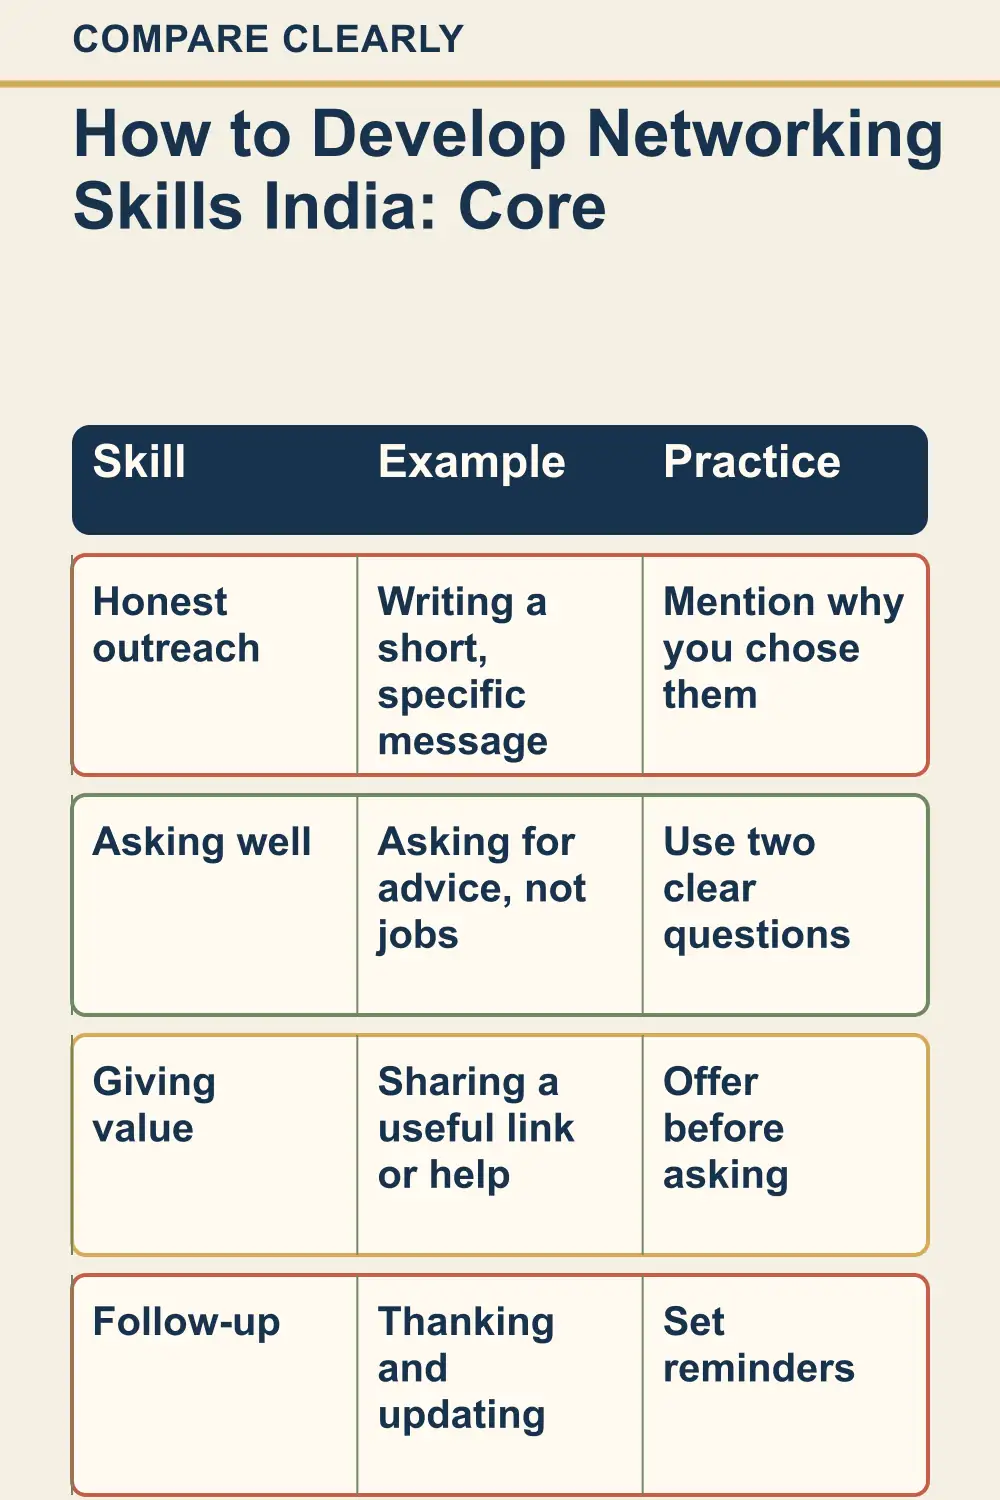 COMPARE CLEARLY
How to Develop Networking
Skills India: Core
Skill
Example
Practice
Honest
outreach
Writing a
short,
specific
message
Mention why
you chose
them
Asking well
Asking for
advice, not
jobs
Use two
clear
questions
Giving
value
Sharing a
useful link
or help
Offer
before
asking
Follow-up
Thanking
and
updating
Set
reminders